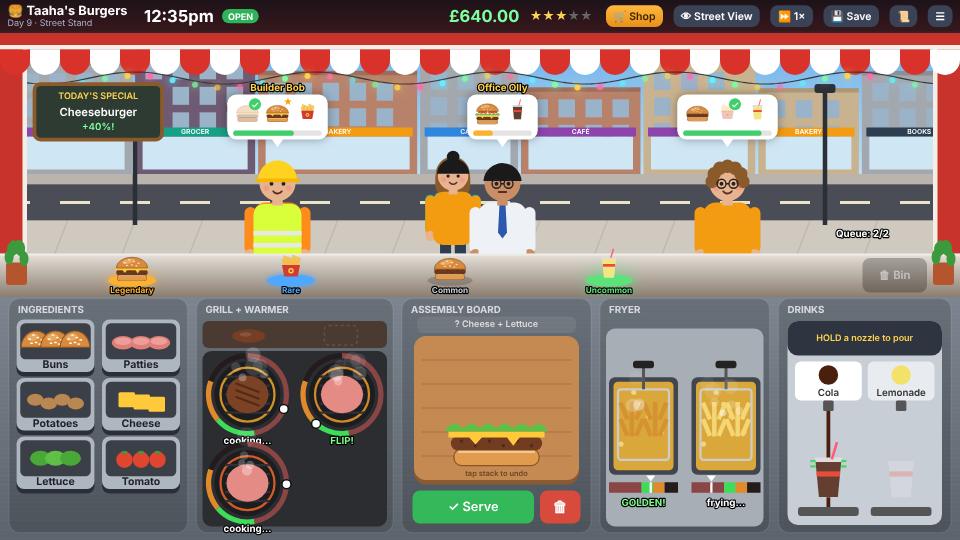 Taaha's Burgers
Day 9 · Street Stand
12:35pm
OPEN
£640.00
Shop
Street View
1×
Save
TODAY'S SPECIAL
Cheeseburger
+40%!
Builder Bob
Office Olly
GROCER
BAKERY
CA
CAFÉ
BAKERY
BOOKS
Queue: 2/2
Legendary
Rare
Common
Uncommon
Bin
INGREDIENTS
Buns
Patties
Potatoes
Cheese
Lettuce
Tomato
GRILL + WARMER
cooking...
FLIP!
cooking...
ASSEMBLY BOARD
? Cheese + Lettuce
tap stack to undo
✓ Serve
FRYER
GOLDEN!
frying...
DRINKS
HOLD a nozzle to pour
Cola
Lemonade